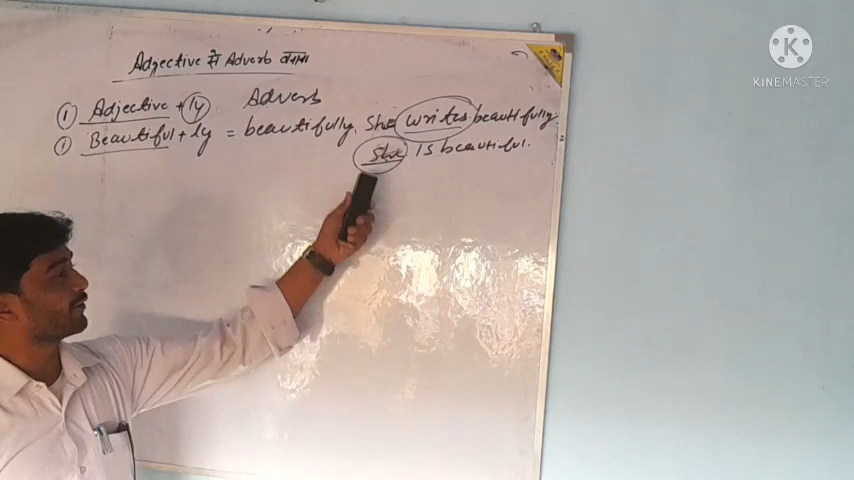 Adjective से Adverb बनाना
① Adjective + ly Adverb
① Beautiful + ly = beautifully, She writes beautifully
She is beautiful.
KINEMASTER